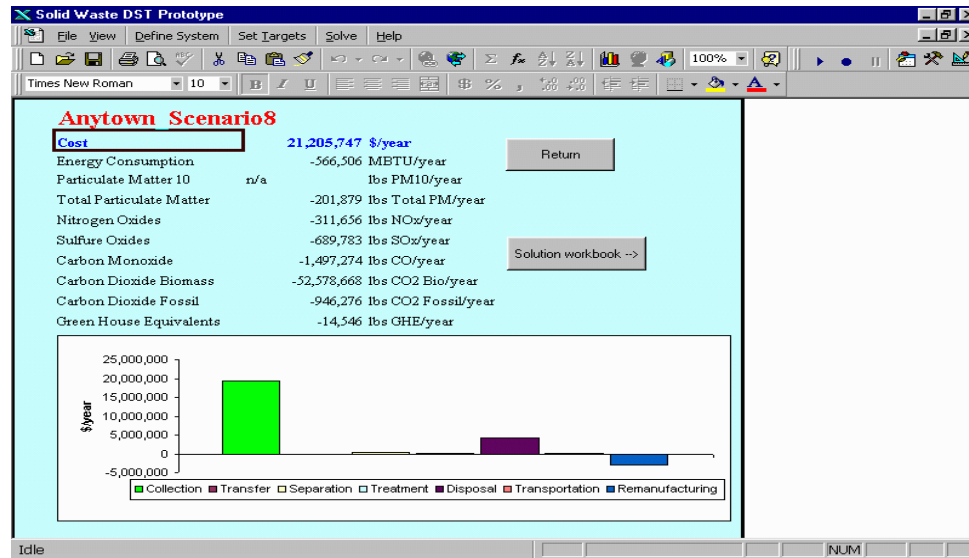 Solid Waste DST Prototype
File View Define System Set Targets Solve Help
100%
Times New Roman 10 B I U
Anytown_Scenario8
Cost 21,205,747 $/year
Energy Consumption -566,506 MBTU/year
Return
Particulate Matter 10 n/a lbs PM10/year
Total Particulate Matter -201,879 lbs Total PM/year
Nitrogen Oxides -311,656 lbs NOx/year
Sulfure Oxides -689,783 lbs SOx/year
Solution workbook -->
Carbon Monoxide -1,497,274 lbs CO/year
Carbon Dioxide Biomass -52,578,668 lbs CO2 Bio/year
Carbon Dioxide Fossil -946,276 lbs CO2 Fossil/year
Green House Equivalents -14,546 lbs GHE/year
$/year
25,000,000
20,000,000
15,000,000
10,000,000
5,000,000
0
-5,000,000
Collection Transfer Separation Treatment Disposal Transportation Remanufacturing
Idle NUM